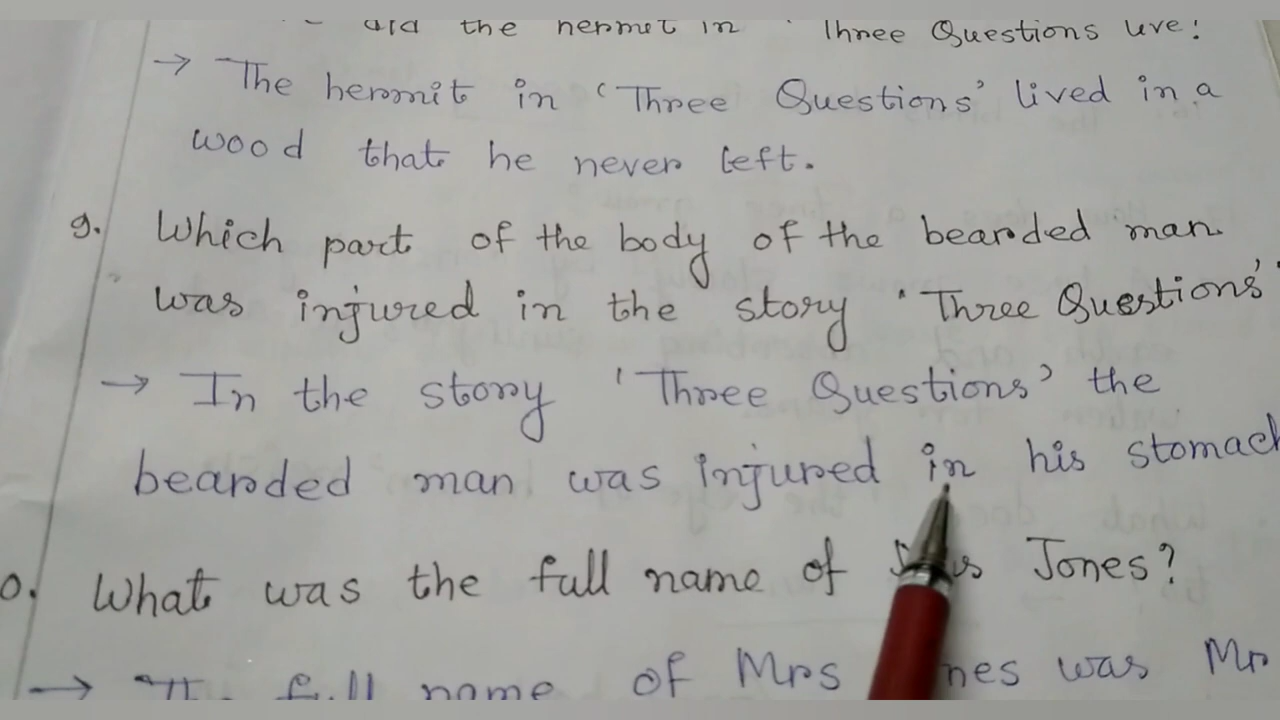 did the hermit in 'Three Questions live?
→ The hermit in 'Three Questions' lived in a
wood that he never left.
9. Which part of the body of the bearded man
was injured in the story 'Three Questions'
→ In the story 'Three Questions' the
bearded man was injured in his stomach
0. What was the full name of Jones?
→ full name of Mrs was Mr